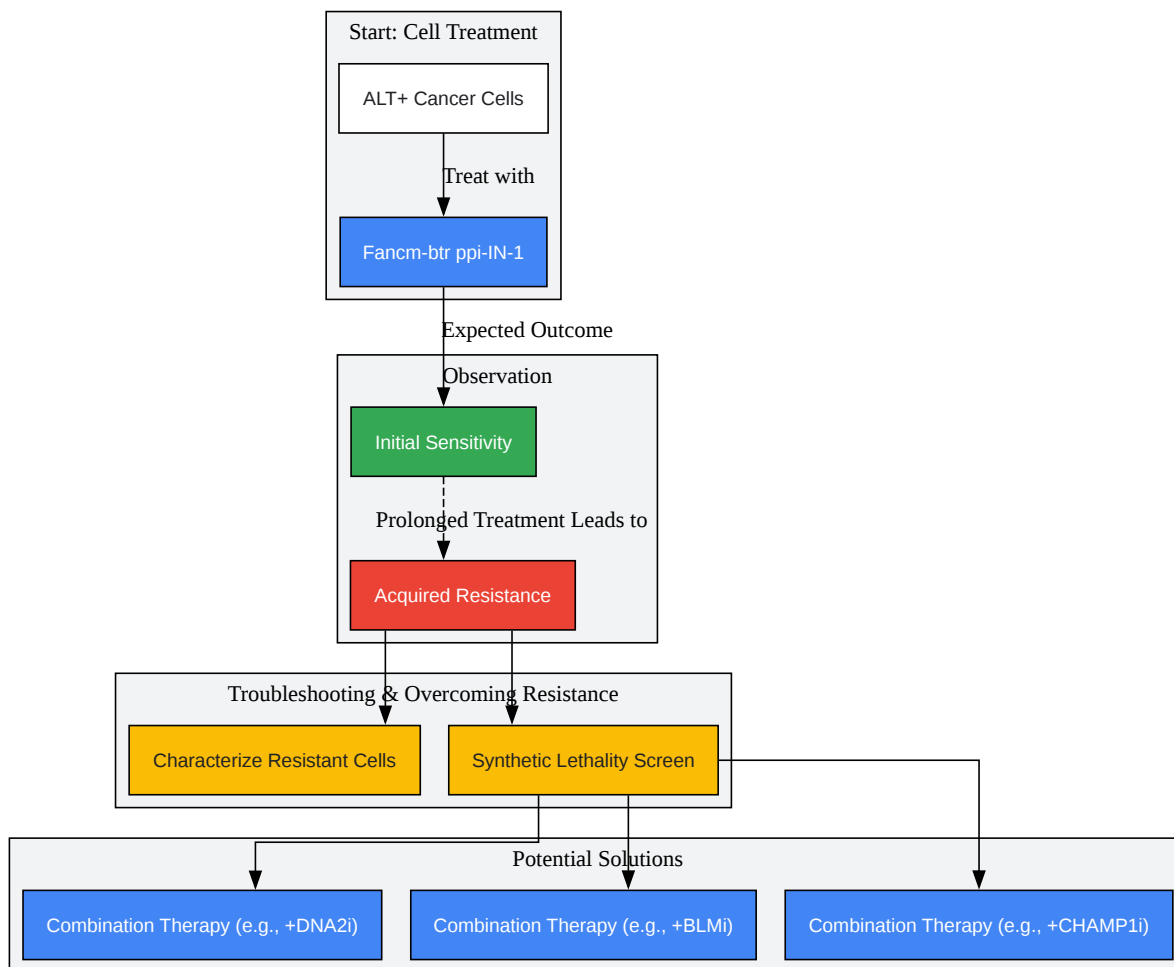 Start: Cell Treatment
ALT+ Cancer Cells
Treat with
Fancm-btr ppi-IN-1
Expected Outcome
Observation
Initial Sensitivity
Prolonged Treatment Leads to
Acquired Resistance
Troubleshooting & Overcoming Resistance
Characterize Resistant Cells
Synthetic Lethality Screen
Potential Solutions
Combination Therapy (e.g., +DNA2i)
Combination Therapy (e.g., +BLMi)
Combination Therapy (e.g., +CHAMP1i)